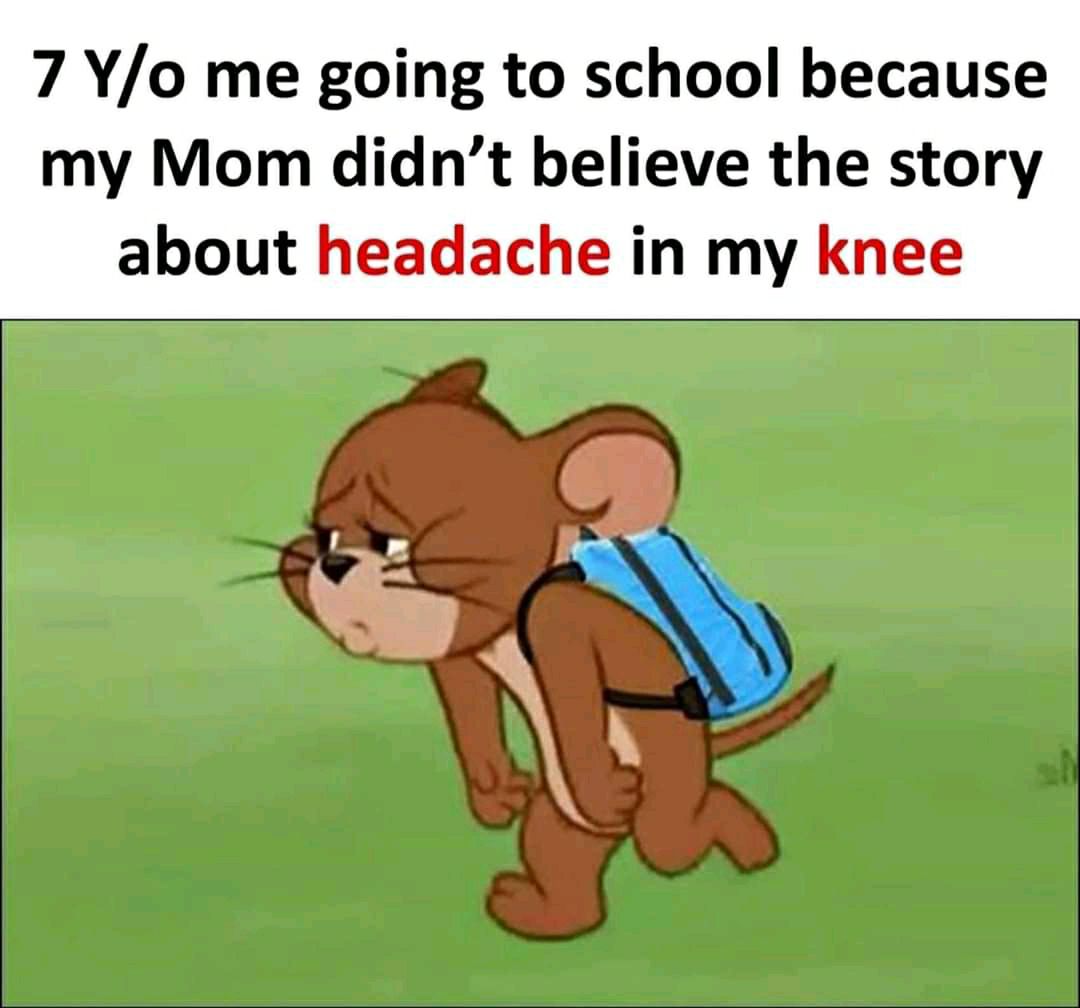 7 Y/o me going to school because
my Mom didn’t believe the story
about headache in my knee